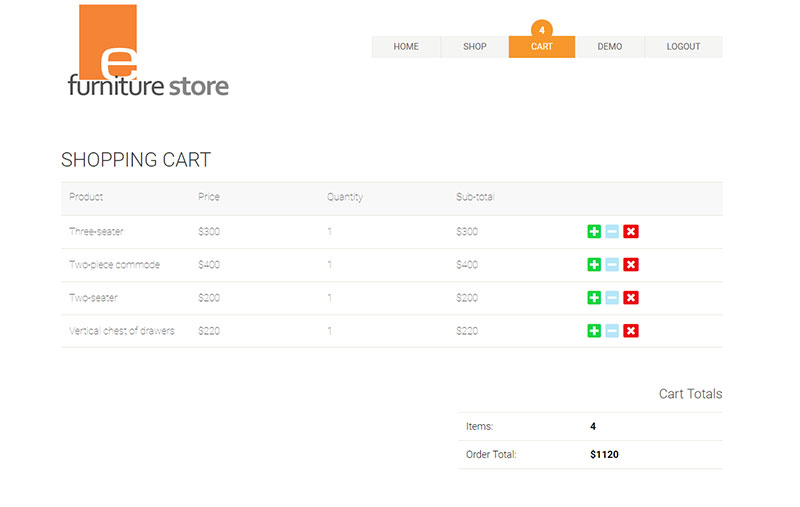 e
furniture store
4
HOME SHOP CART DEMO LOGOUT
SHOPPING CART
Product Price Quantity Sub-total
Three-seater $300 1 $300
Two-piece commode $400 1 $400
Two-seater $200 1 $200
Vertical chest of drawers $220 1 $220
Cart Totals
Items: 4
Order Total: $1120